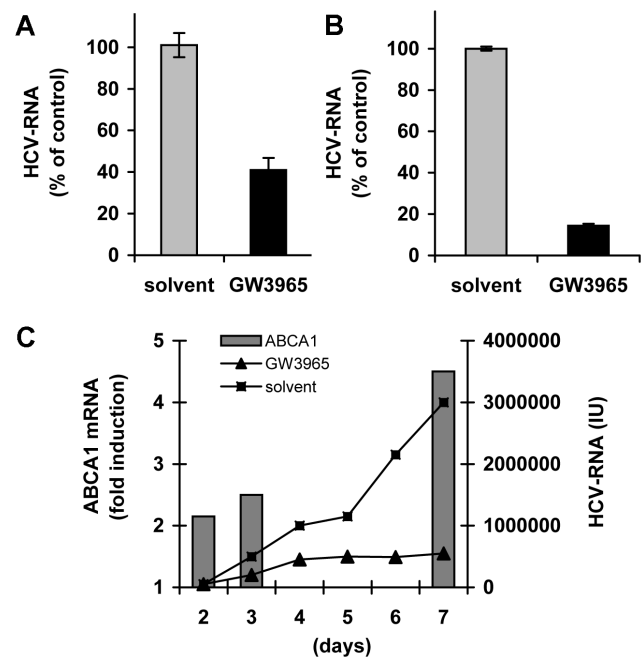 A
HCV-RNA
(% of control)
120
100
80
60
40
20
0
solvent GW3965
B
HCV-RNA
(% of control)
120
100
80
60
40
20
0
solvent GW3965
C
ABCA1 mRNA
(fold induction)
5
4
3
2
1
ABCA1
GW3965
solvent
4000000
3000000
2000000
1000000
0
HCV-RNA (IU)
2 3 4 5 6 7
(days)